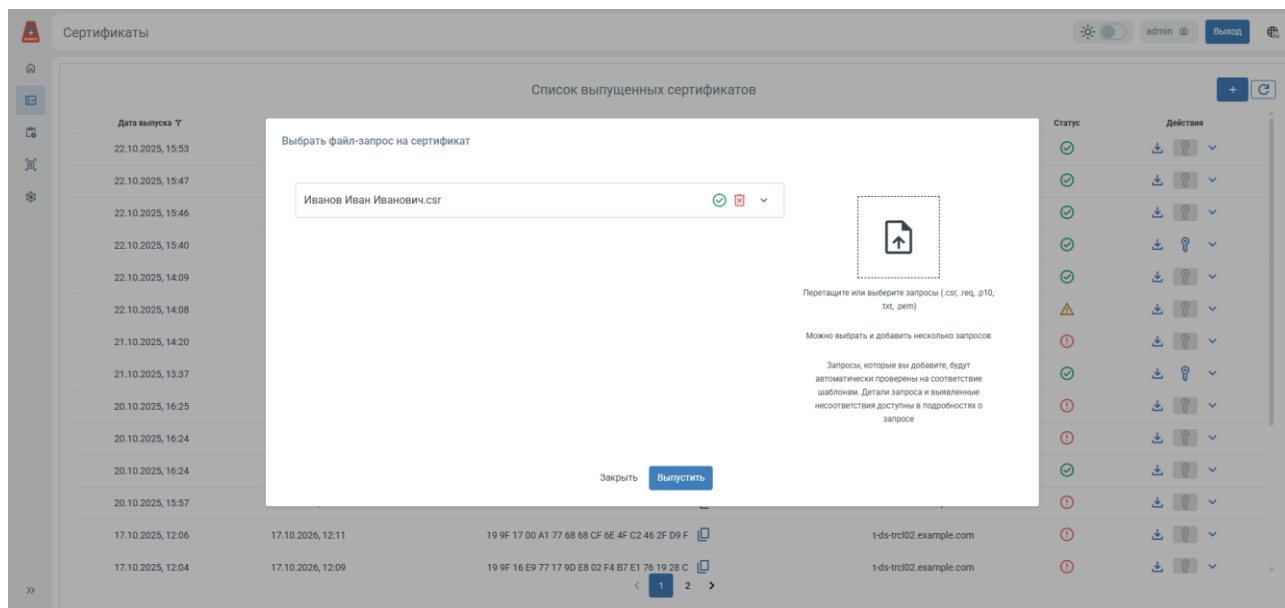 Сертификаты
admin
Выход
Список выпущенных сертификатов
+
Дата выпуска
Статус
Действия
22.10.2025, 15:53
Выбрать файл-запрос на сертификат
22.10.2025, 15:47
Иванов Иван Иванович.csr
22.10.2025, 15:46
22.10.2025, 15:40
22.10.2025, 14:09
Перетащите или выберите запросы (.csr, .req, .p10,
.txt, .pem)
22.10.2025, 14:08
Можно выбрать и добавить несколько запросов
21.10.2025, 14:20
Запросы, которые вы добавите, будут
автоматически проверены на соответствие
шаблонам. Детали запроса и выявленные
несоответствия доступны в подробностях о
запросе
21.10.2025, 13:37
20.10.2025, 16:25
20.10.2025, 16:24
20.10.2025, 16:24
Закрыть
Выпустить
20.10.2025, 15:57
17.10.2025, 12:06 17.10.2026, 12:11 19 9F 17 00 A1 77 68 68 CF 6E 4F C2 46 2F D9 F t-ds-trcl02.example.com
17.10.2025, 12:04 17.10.2026, 12:09 19 9F 16 E9 77 17 9D E8 02 F4 B7 E1 76 19 28 C t-ds-trcl02.example.com
< 1 2 >